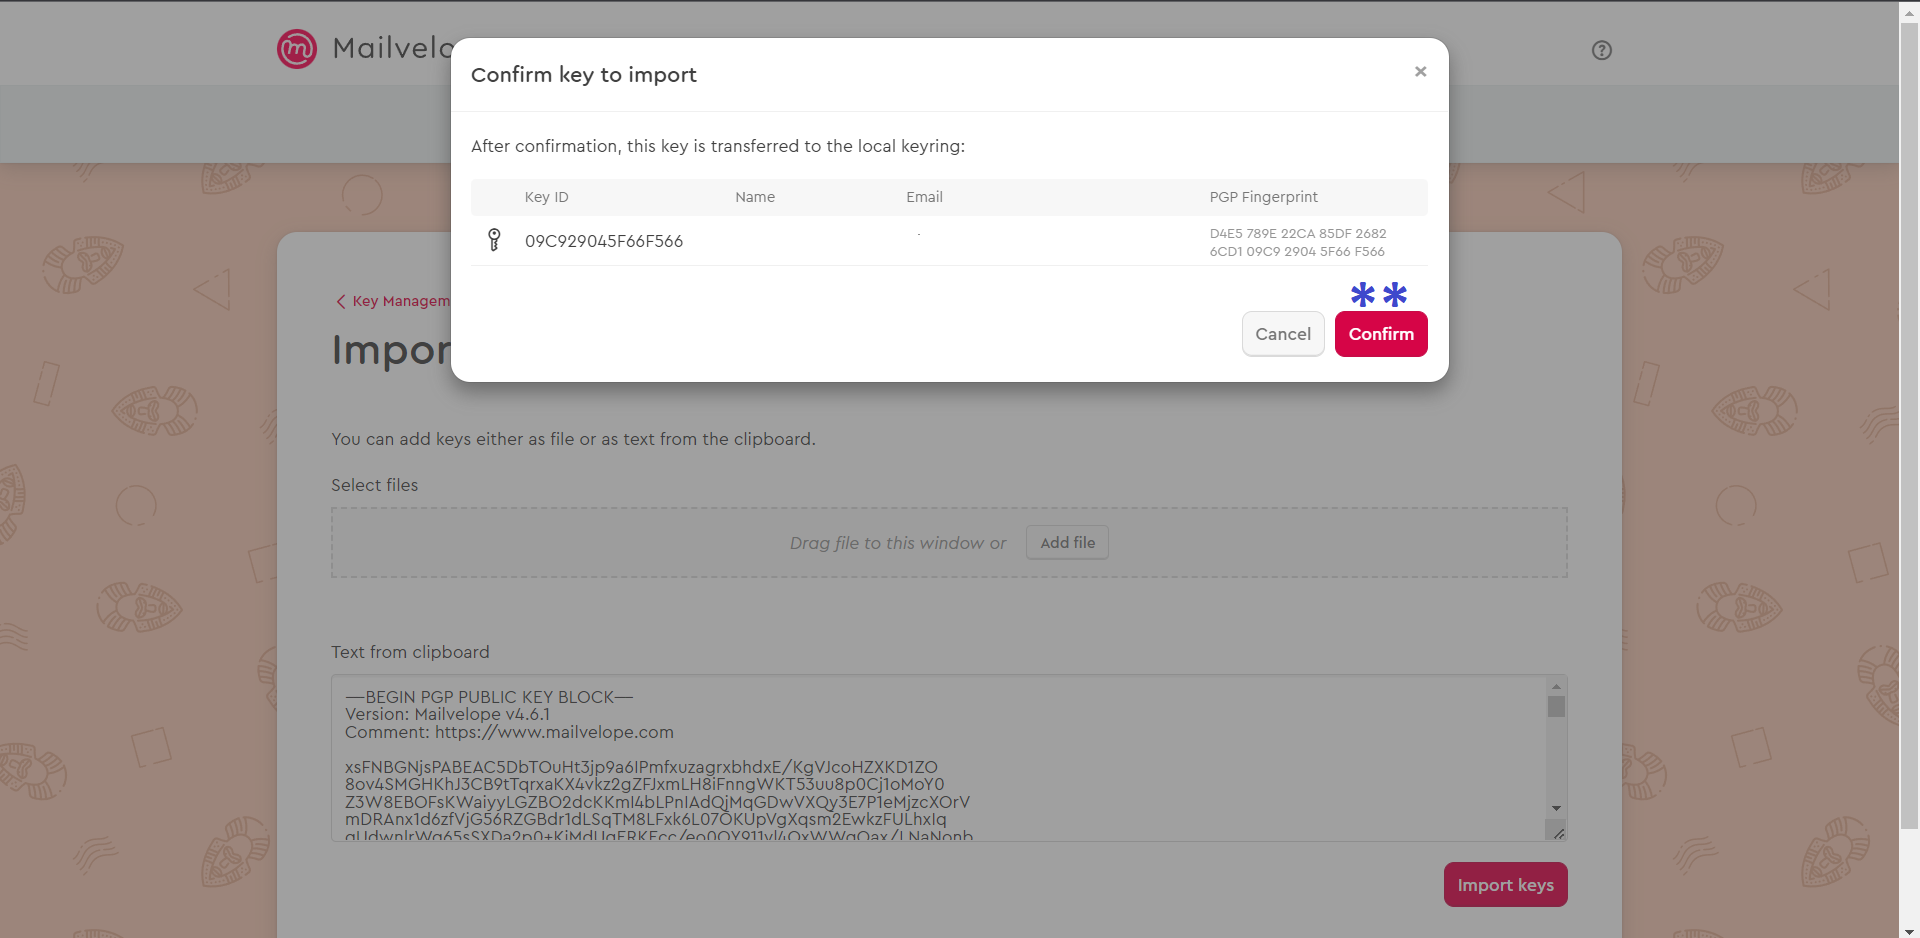 Mailvelo
Confirm key to import
×
After confirmation, this key is transferred to the local keyring:
Key ID Name Email PGP Fingerprint
09C929045F66F566 D4E5 789E 22CA 85DF 2682
6CD1 09C9 2904 5F66 F566
**
Cancel Confirm
Key Managem
Impor
You can add keys either as file or as text from the clipboard.
Select files
Drag file to this window or Add file
Text from clipboard
—BEGIN PGP PUBLIC KEY BLOCK—
Version: Mailvelope v4.6.1
Comment: https://www.mailvelope.com
xsFNBGNjsPABEAC5DbTOuHt3jp9a6IPmfxuzagrxbhdxE/KgVJcoHZXKD1ZO
8ov4SMGHKhJ3CB9tTqrxaKX4vkz2gZFJxmLH8iFnngWKT53uu8p0Cj1oMoY0
Z3W8EBOFsKWaiyyLGZBO2dcKKmI4bLPnIAdQjMqGDwVXQy3E7P1eMjzcXOrV
mDRAnx1d6zfVjG56RZGBdr1dLSqTM8LFxk6L07OKUpVgXqsm2EwkzFULhxIq
Import keys